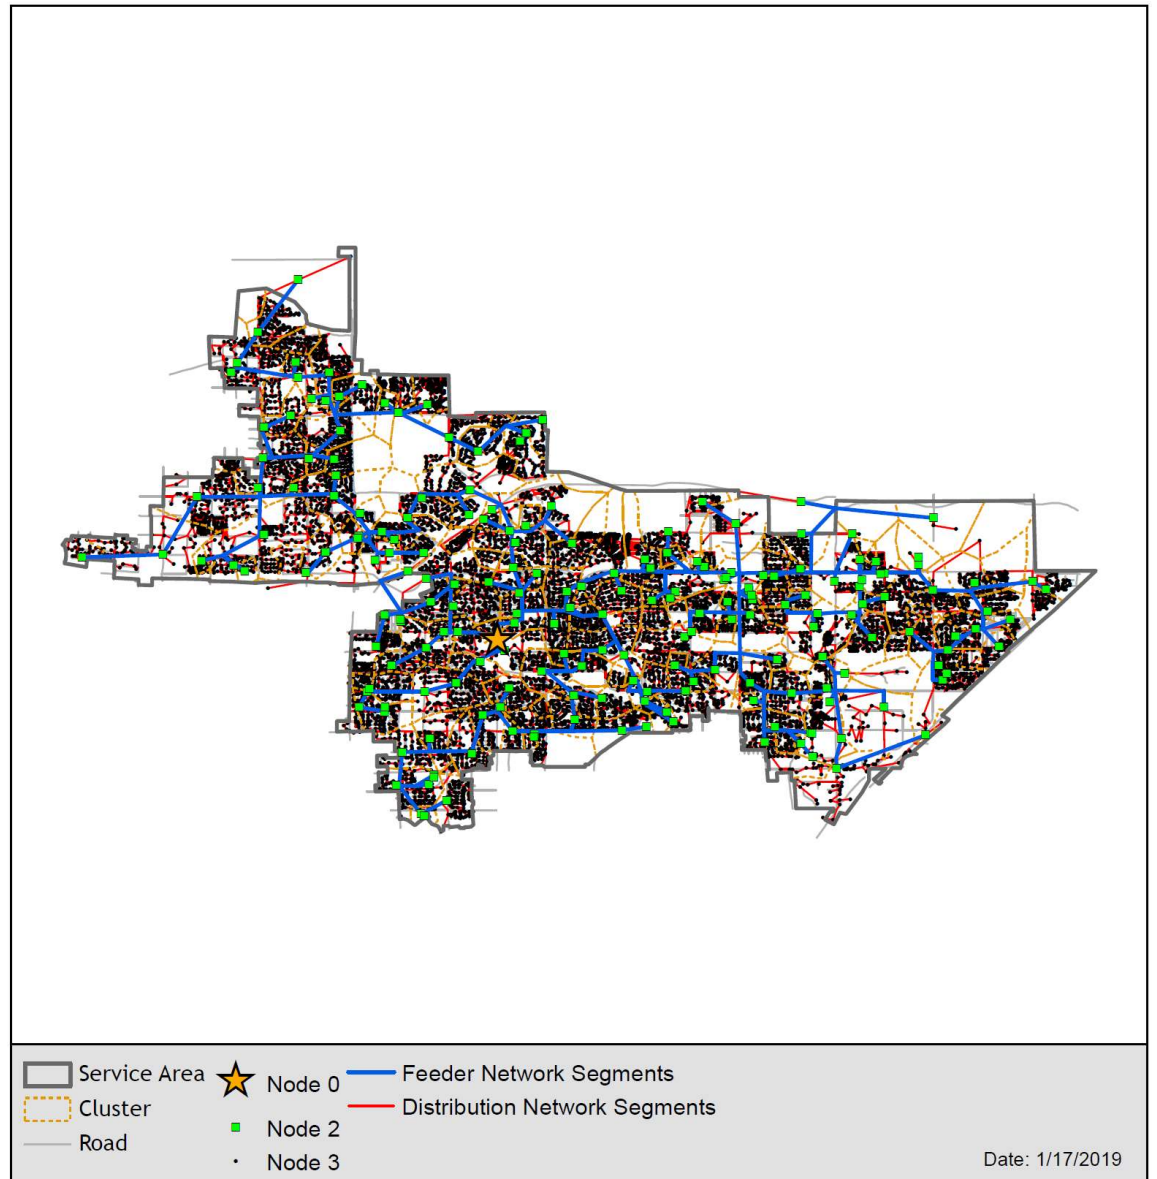 Service Area
Cluster
Road
Node 0
Node 2
Node 3
Feeder Network Segments
Distribution Network Segments
Date: 1/17/2019